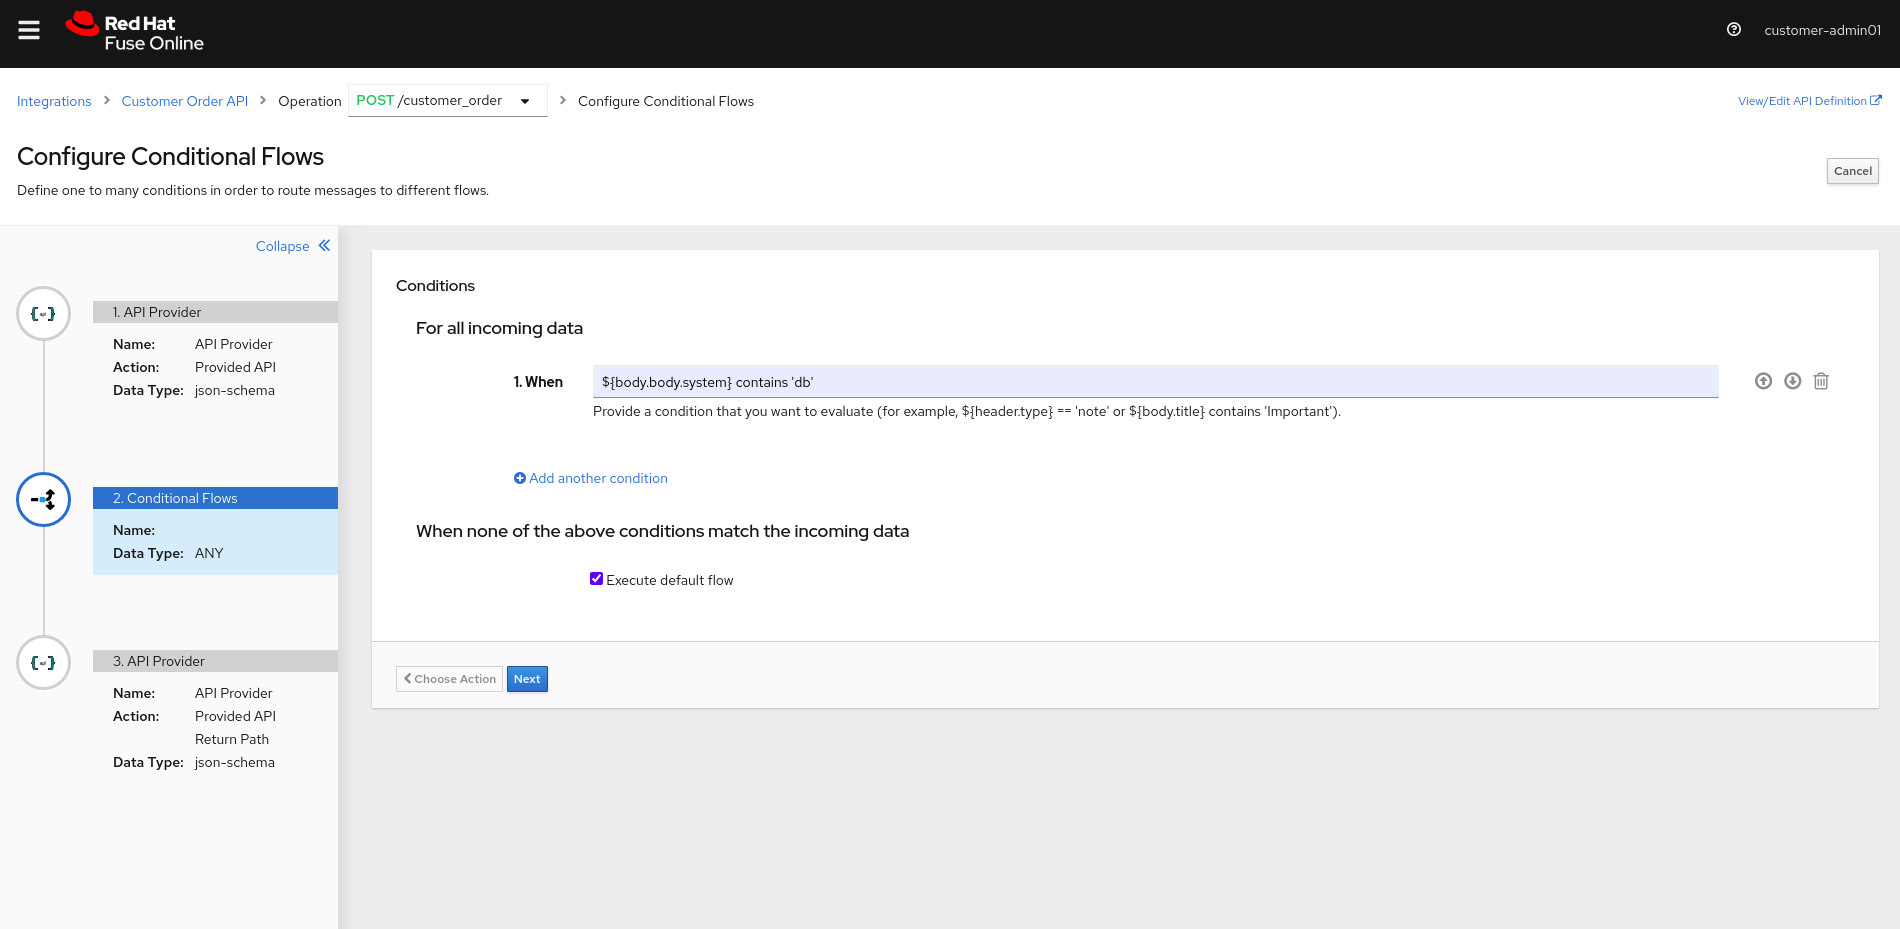 Red Hat
Fuse Online
customer-admin01
Integrations > Customer Order API > Operation POST /customer_order > Configure Conditional Flows
View/Edit API Definition
Configure Conditional Flows
Define one to many conditions in order to route messages to different flows.
Cancel
Collapse
1. API Provider
Name: API Provider
Action: Provided API
Data Type: json-schema
2. Conditional Flows
Name:
Data Type: ANY
3. API Provider
Name: API Provider
Action: Provided API
Return Path
Data Type: json-schema
Conditions
For all incoming data
1. When ${body.body.system} contains 'db'
Provide a condition that you want to evaluate (for example, ${header.type} == 'note' or ${body.title} contains 'Important').
Add another condition
When none of the above conditions match the incoming data
Execute default flow
< Choose Action
Next